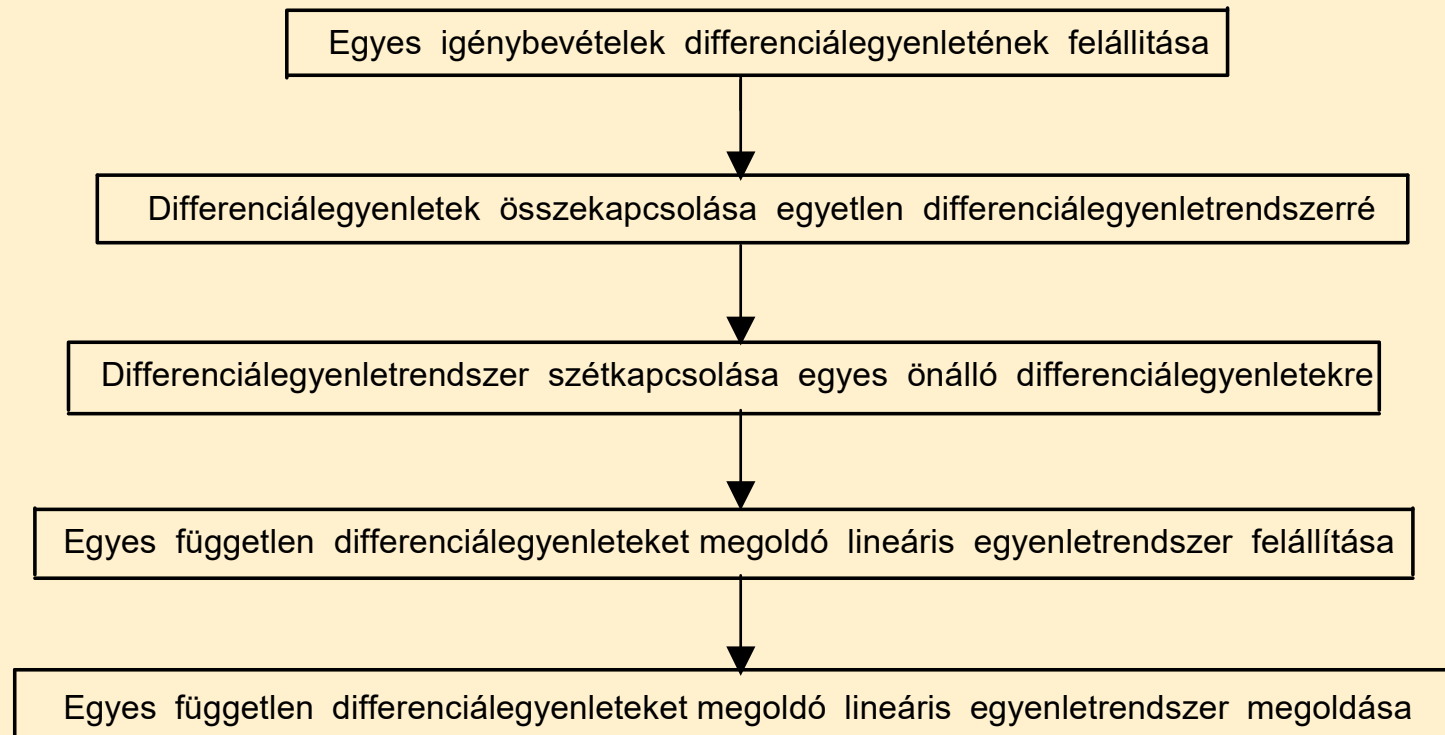 Egyes igénybevételek differenciálegyenletének felállitása
Differenciálegyenletek összekapcsolása egyetlen differenciálegyenletrendszerré
Differenciálegyenletrendszer szétkapcsolása egyes önálló differenciálegyenletekre
Egyes független differenciálegyenleteket megoldó lineáris egyenletrendszer felállítása
Egyes független differenciálegyenleteket megoldó lineáris egyenletrendszer megoldása